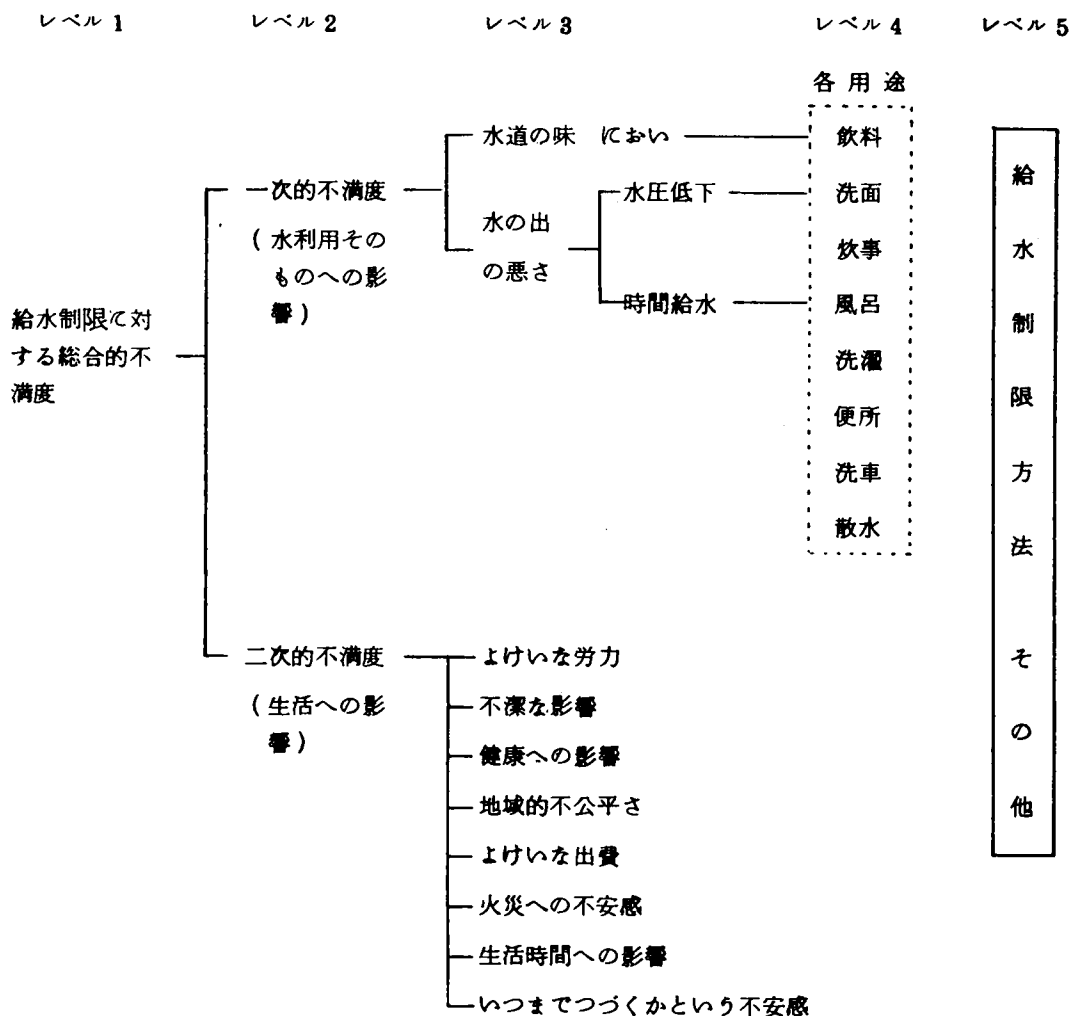 レベル 1 レベル 2 レベル 3 レベル 4 レベル 5
各用途
水道の味 におい 飲料
一次的不満度 水圧低下 洗面
(水利用そのものへの影響)
水の出の悪さ 炊事
時間給水 風呂
給水制限に対する総合的不満度
洗濯
便所
洗車
散水
二次的不満度 よけいな労力
(生活への影響) 不潔な影響
健康への影響
地域的不公平さ
よけいな出費
火災への不安感
生活時間への影響
いつまでつづくかという不安感
給水制限方法その他